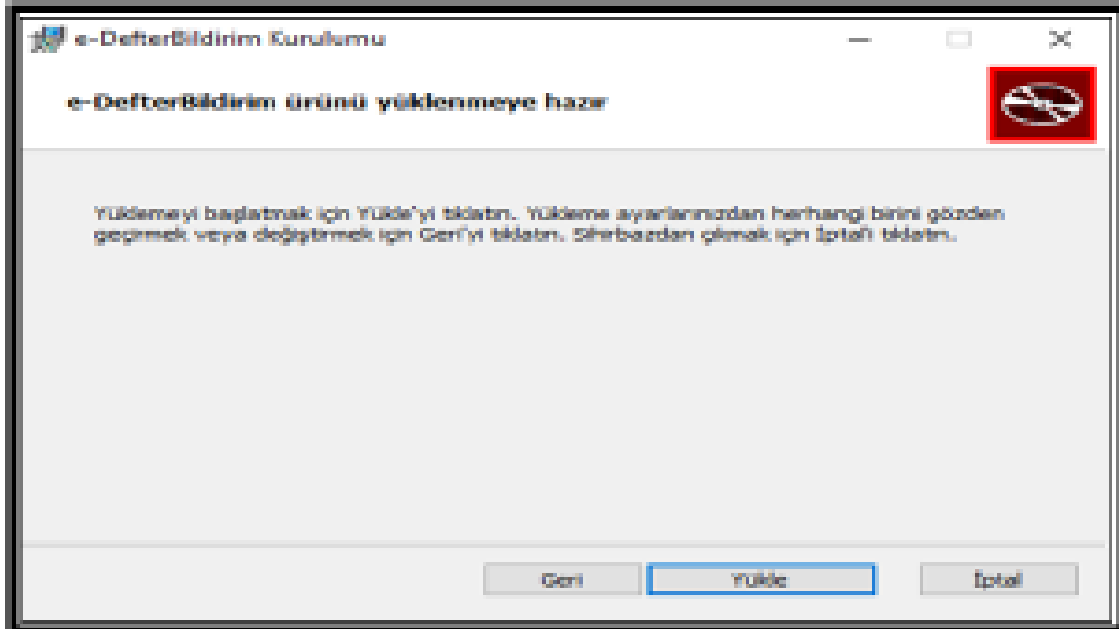 e-DefterBildirim Kurulumu
e-DefterBildirim ürünü yüklenmeye hazır
Yüklemeyi başlatmak için Yükle'yi tıklatın. Yükleme ayarlarınızdan herhangi birini gözden
geçirmek veya değiştirmek için Geri'yi tıklatın. Sihirbazdan çıkmak için İptal'i tıklatın.
Geri
Yükle
İptal